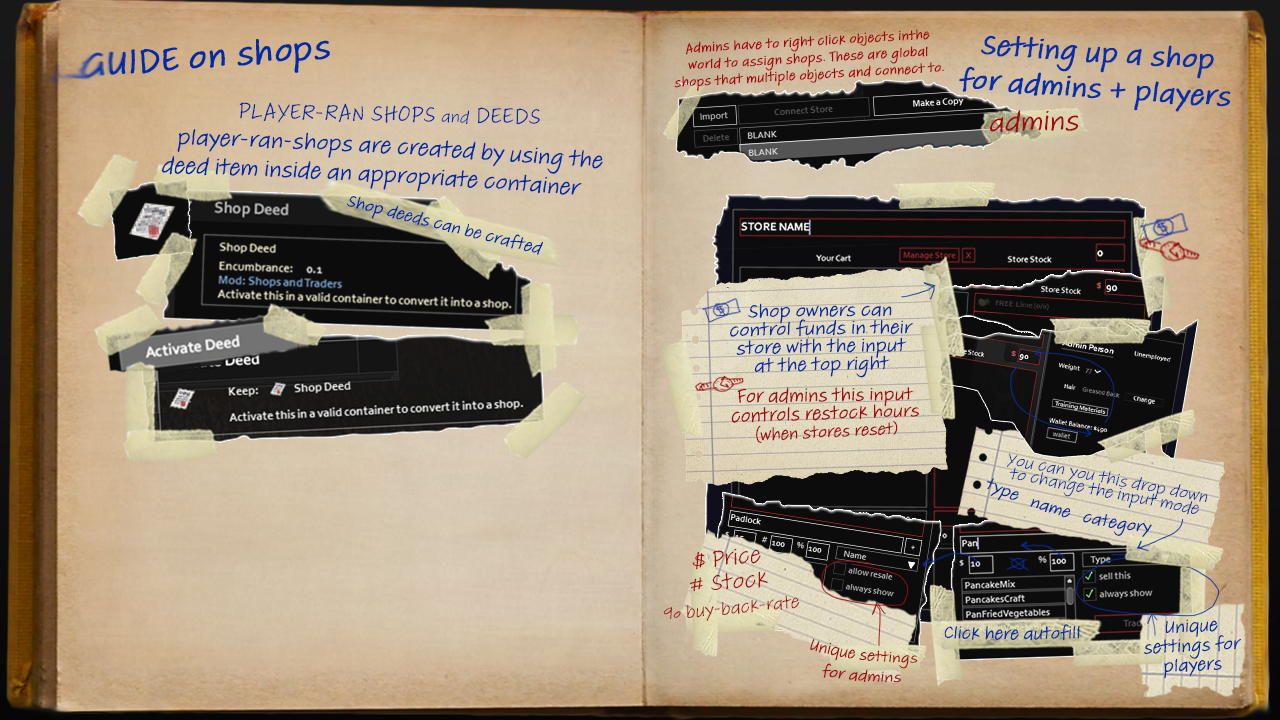 GUIDE on shops
PLAYER-RAN SHOPS and DEEDS
player-ran-shops are created by using the
deed item inside an appropriate container
Shop Deed
Shop deeds can be crafted
Shop Deed
Encumbrance: 0.1
Mod: Shops and Traders
Activate this in a valid container to convert it into a shop.
Activate Deed
Keep: Shop Deed
Activate this in a valid container to convert it into a shop.
Admins have to right click objects inthe
world to assign shops. These are global
shops that multiple objects and connect to.
Setting up a shop
for admins + players
admins
Import
Connect Store
Make a Copy
Delete
BLANK
BLANK
STORE NAME
Your Cart
Manage Store
X
Store Stock
0
Store Stock
$ 90
Shop owners can
control funds in their
store with the input
at the top right
For admins this input
controls restock hours
(when stores reset)
Stock
$ 90
Admin Person
Unemployed
Weight 77
Hair Greased Back
Change
Training Materials
Wallet Balance: $490
wallet
You can you this drop down
to change the input mode
type name category
Padlock
# 100 % 100
+
Name
allow resale
always show
$ Price
# Stock
% buy-back-rate
Unique settings
for admins
Pan
$ 10
% 100
Type
sell this
always show
PancakeMix
PancakesCraft
PanFriedVegetables
Click here autofill
Unique
settings for
players